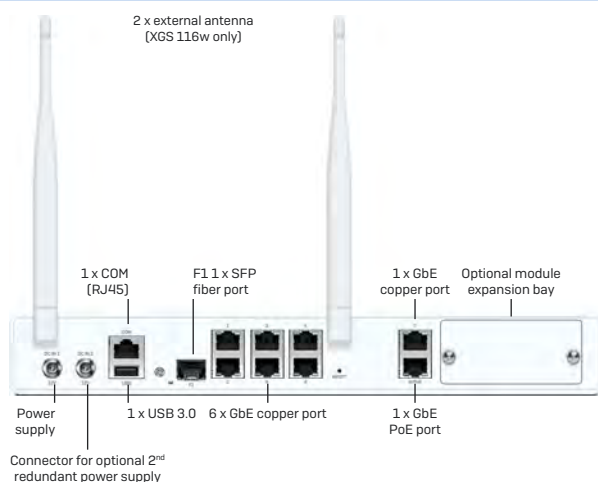 2 x external antenna
(XGS 116w only)
1 x COM
(RJ45)
F1 1 x SFP
fiber port
1 x GbE
copper port
Optional module
expansion bay
COM
Power
supply
1 x USB 3.0
6 x GbE copper port
1 x GbE
PoE port
Connector for optional 2nd
redundant power supply